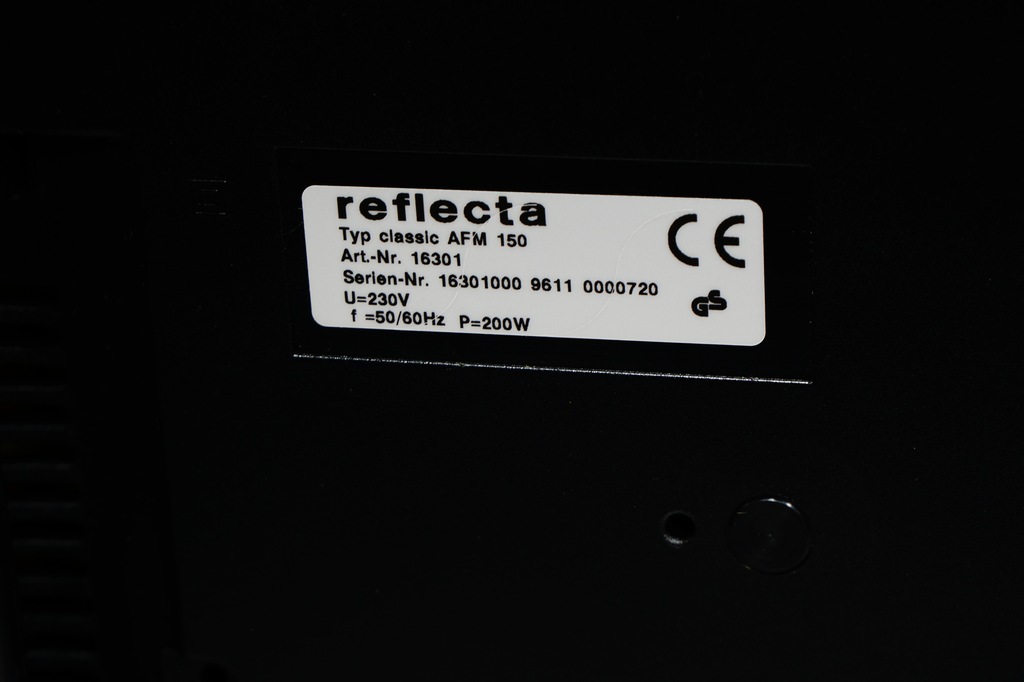 reflecta
Typ classic AFM 150
Art.-Nr. 16301
Serien-Nr. 16301000 9611 0000720
U=230V
f =50/60Hz P=200W
CE
GS